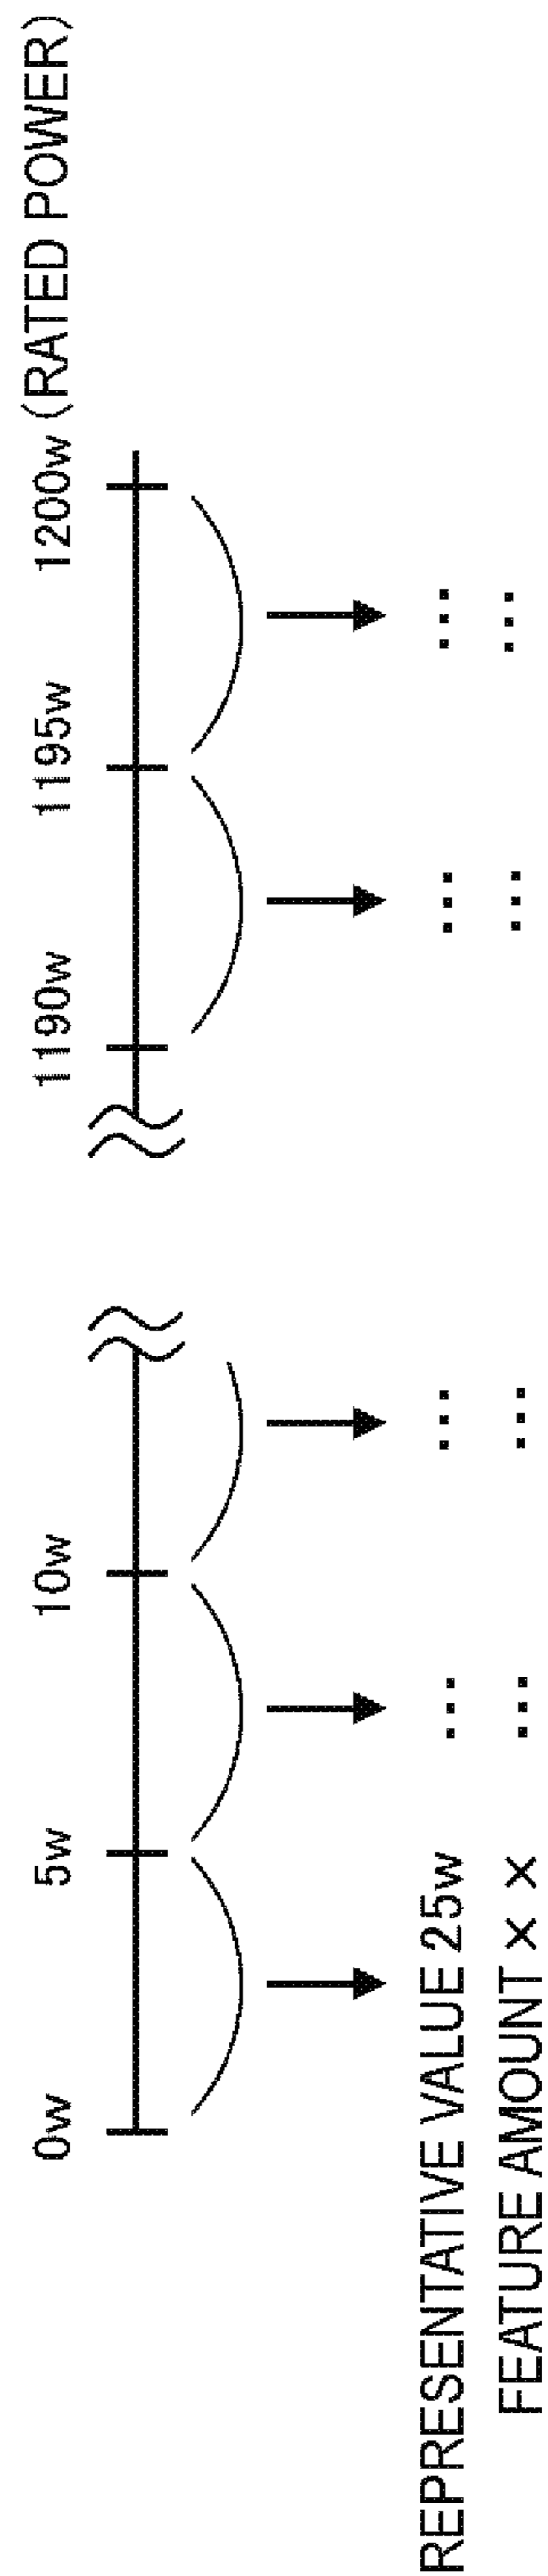 0w
5w
10w
1190w
1195w
1200w (RATED POWER)
REPRESENTATIVE VALUE 25w
FEATURE AMOUNT × ×